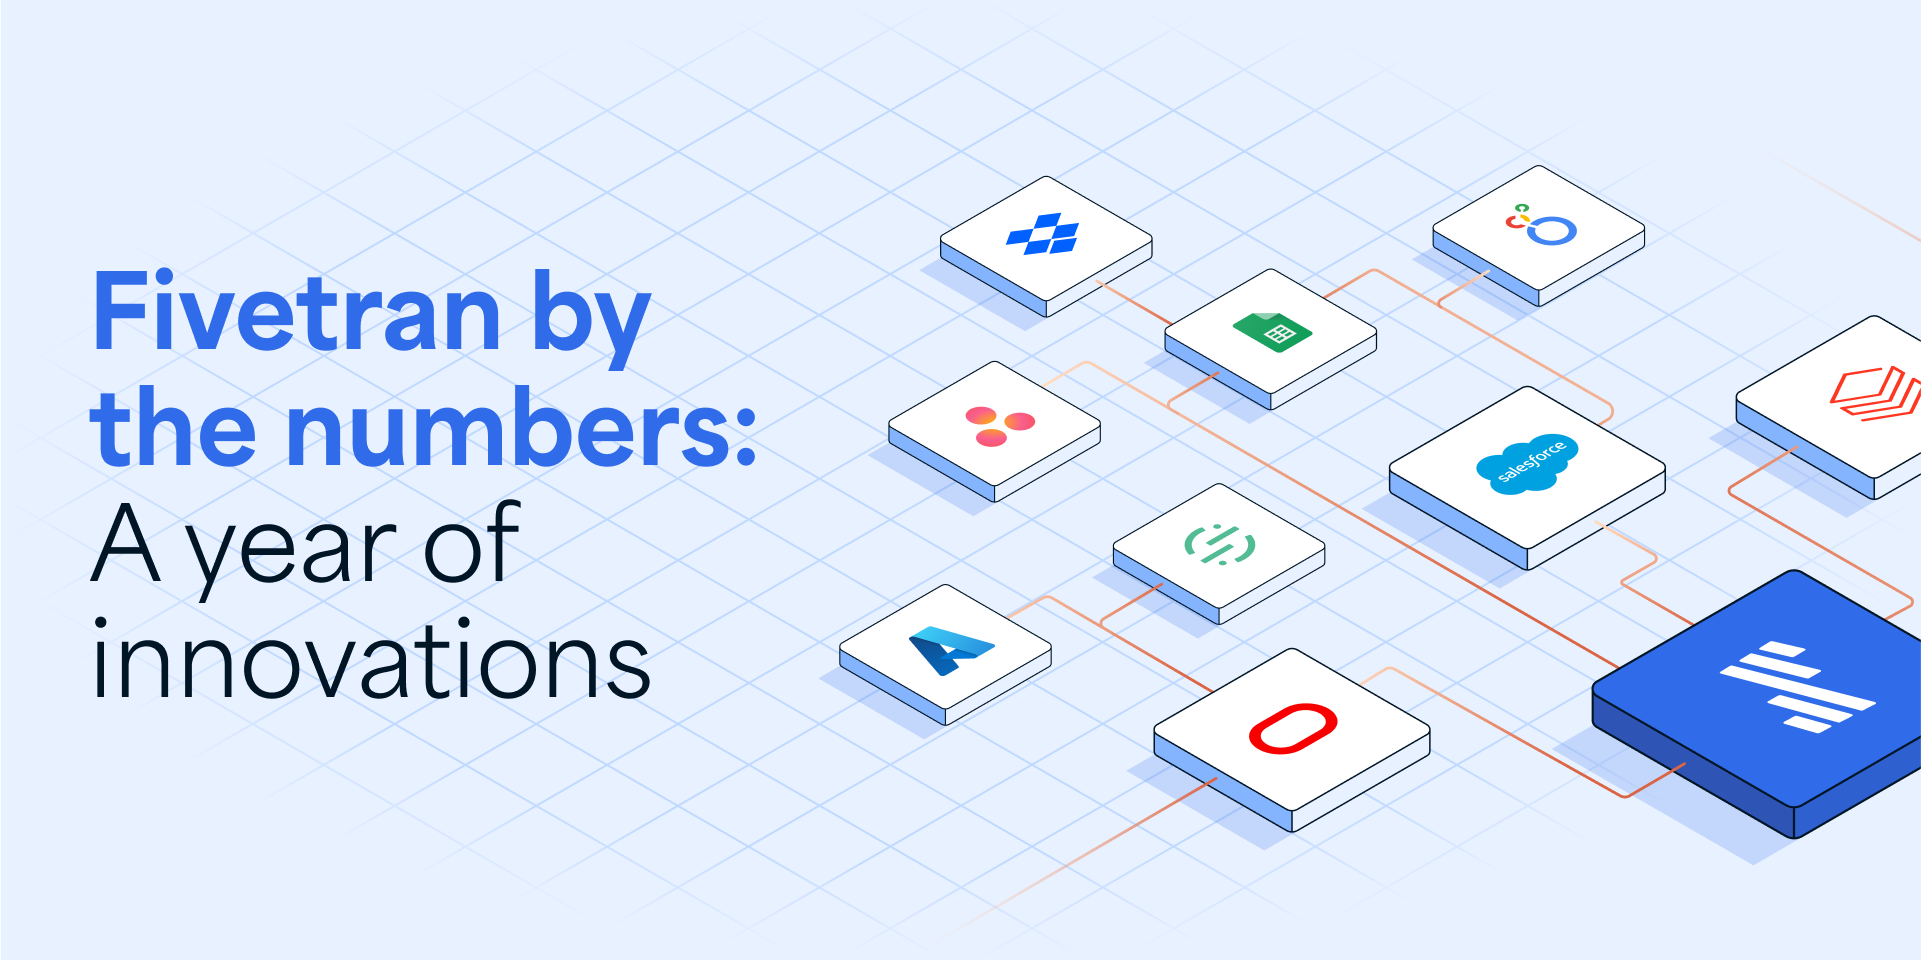 Fivetran by
the numbers:
A year of
innovations
salesforce